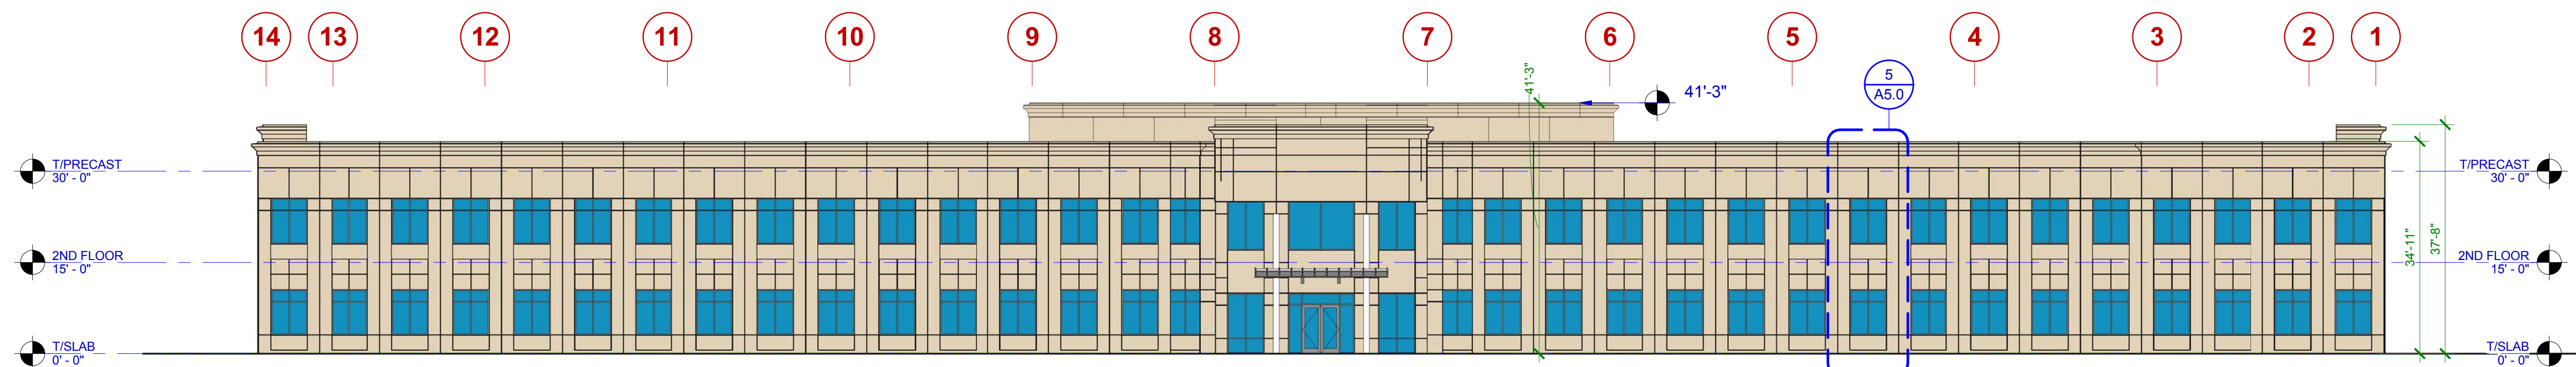 14 13 12 11 10 9 8 7 6 5 4 3 2 1
5
A5.0
41'-3"
41'-3"
T/PRECAST
30' - 0"
2ND FLOOR
15' - 0"
T/SLAB
0' - 0"
34'-11"
37'-8"
T/PRECAST
30' - 0"
2ND FLOOR
15' - 0"
T/SLAB
0' - 0"